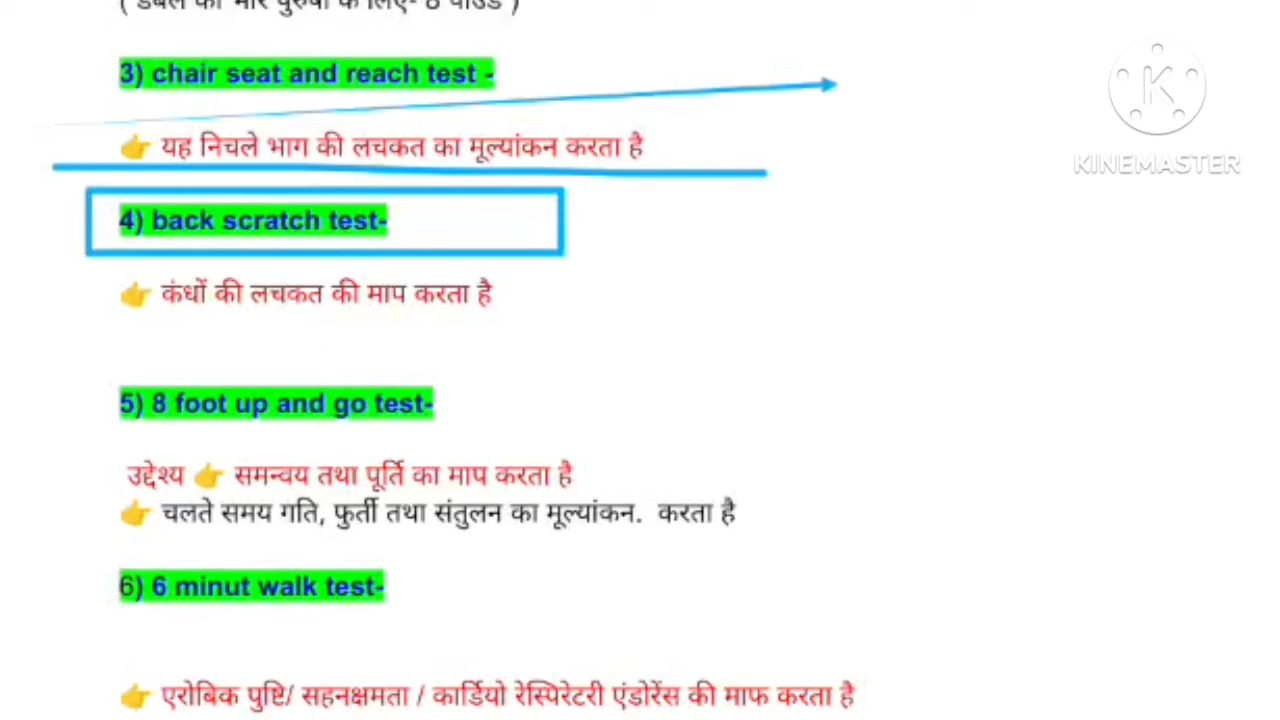 ( डंबल का भार पुरुषों के लिए- 8 पाउंड )
3) chair seat and reach test -
👉 यह निचले भाग की लचकत का मूल्यांकन करता है
4) back scratch test-
👉 कंधों की लचकत की माप करता है
5) 8 foot up and go test-
उद्देश्य 👉 समन्वय तथा पूर्ति का माप करता है
👉 चलते समय गति, फुर्ती तथा संतुलन का मूल्यांकन. करता है
6) 6 minut walk test-
👉 एरोबिक पुष्टि/ सहनक्षमता / कार्डियो रेस्पिरेटरी एंडोरेंस की माफ करता है
K
KINEMASTER